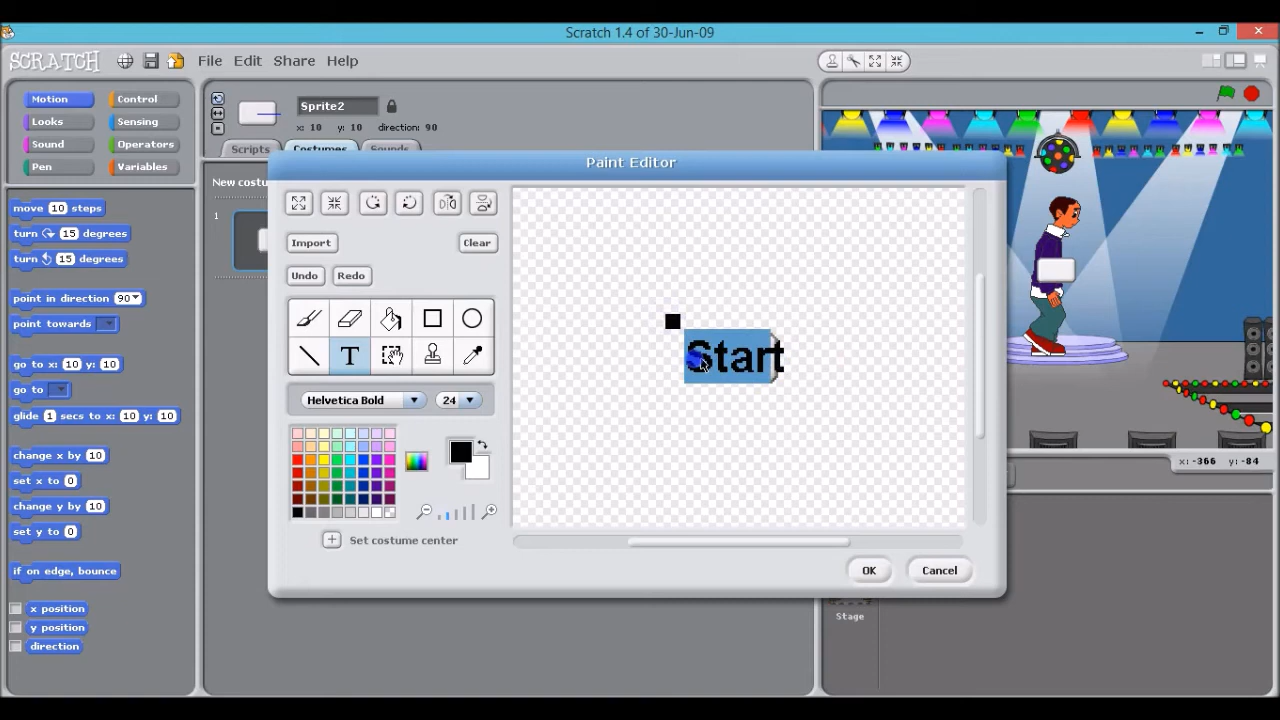 Scratch 1.4 of 30-Jun-09
SCRATCH File Edit Share Help
Motion Control
Looks Sensing
Sound Operators
Pen Variables
Sprite2
x: 10 y: 10 direction: 90
Scripts Costumes Sounds
New costu
1
move 10 steps
turn 15 degrees
turn 15 degrees
point in direction 90
point towards
go to x: 10 y: 10
go to
glide 1 secs to x: 10 y: 10
change x by 10
set x to 0
change y by 10
set y to 0
if on edge, bounce
x position
y position
direction
Paint Editor
Import Clear
Undo Redo
T
Helvetica Bold 24
Set costume center
Start
OK Cancel
x: -366 y: -84
Stage